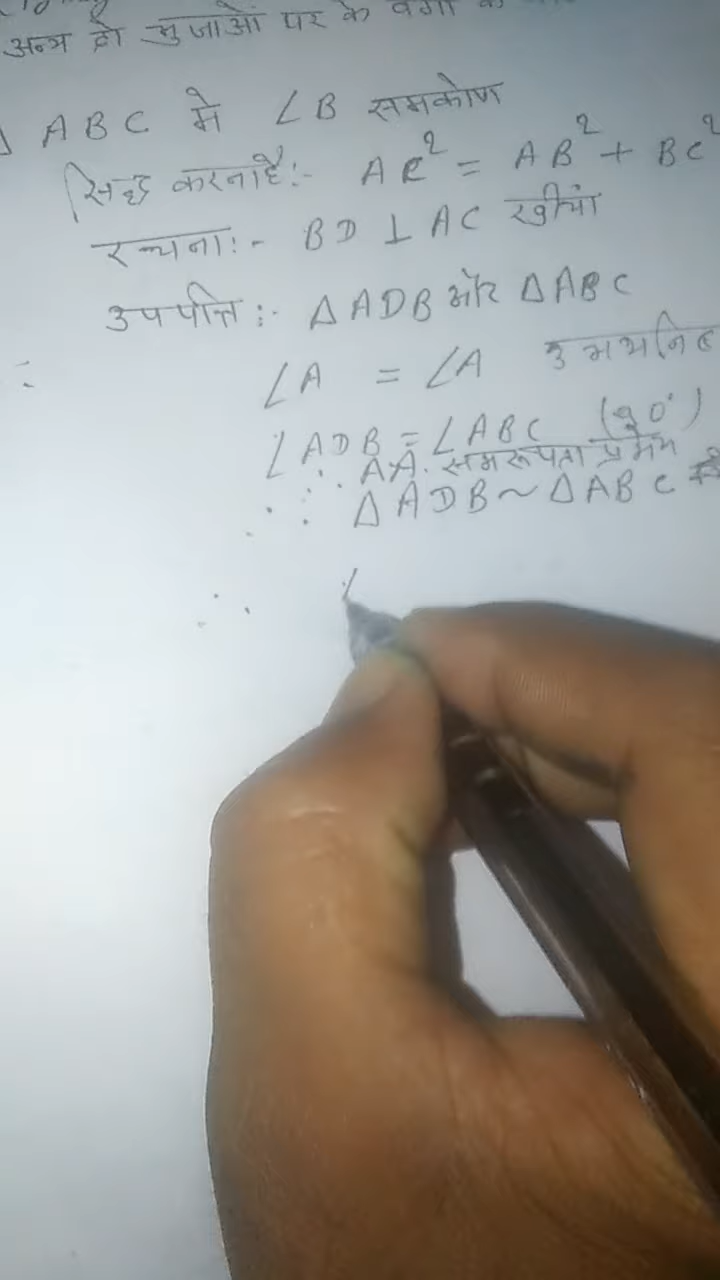 अन्य दो भुजाओं पर के वर्गों के
Δ ABC मे ∠B समकोण
सिद्ध करना है:- AC² = AB² + BC²
रचना:- BD ⊥ AC खीचां
उपपत्ति:- ΔADB और ΔABC
∠A = ∠A
∠ADB = ∠ABC (90°)
∴ AA. समरूपता प्रमेय
∴ ΔADB ~ ΔABC से
∴